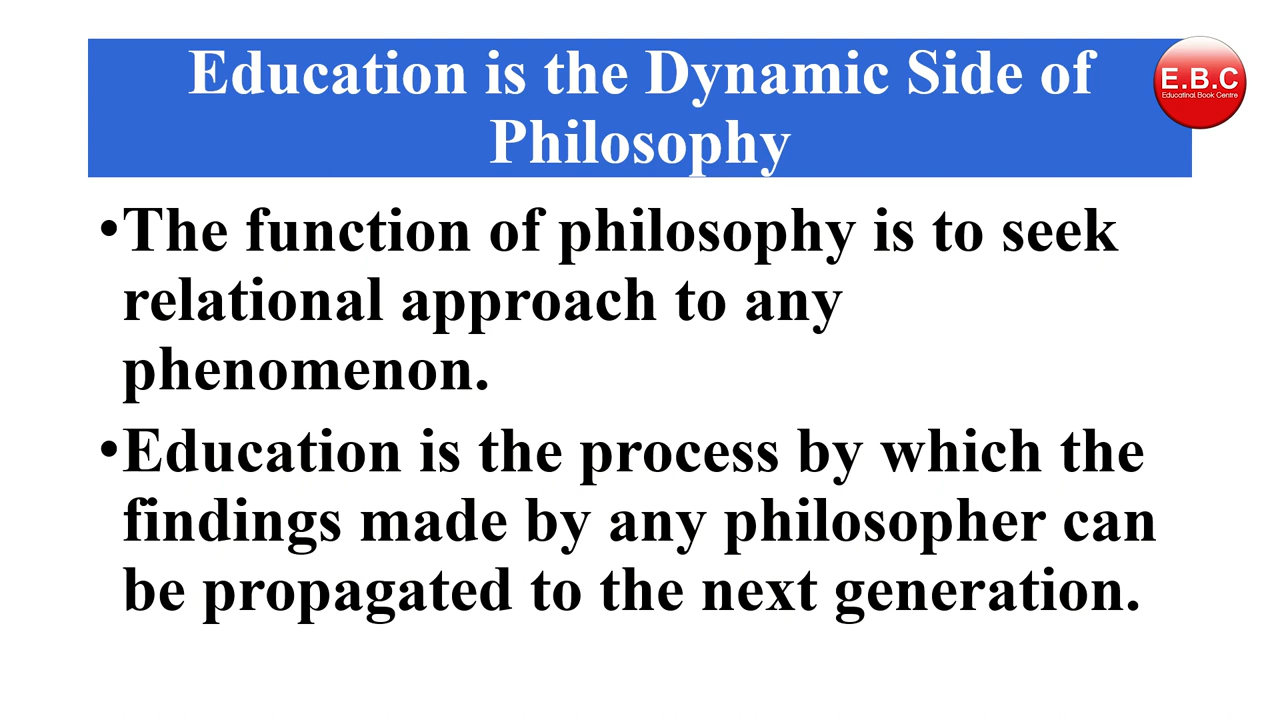 Education is the Dynamic Side of
Philosophy
E.B.C
Educatinal Book Centre
•The function of philosophy is to seek
relational approach to any
phenomenon.
•Education is the process by which the
findings made by any philosopher can
be propagated to the next generation.